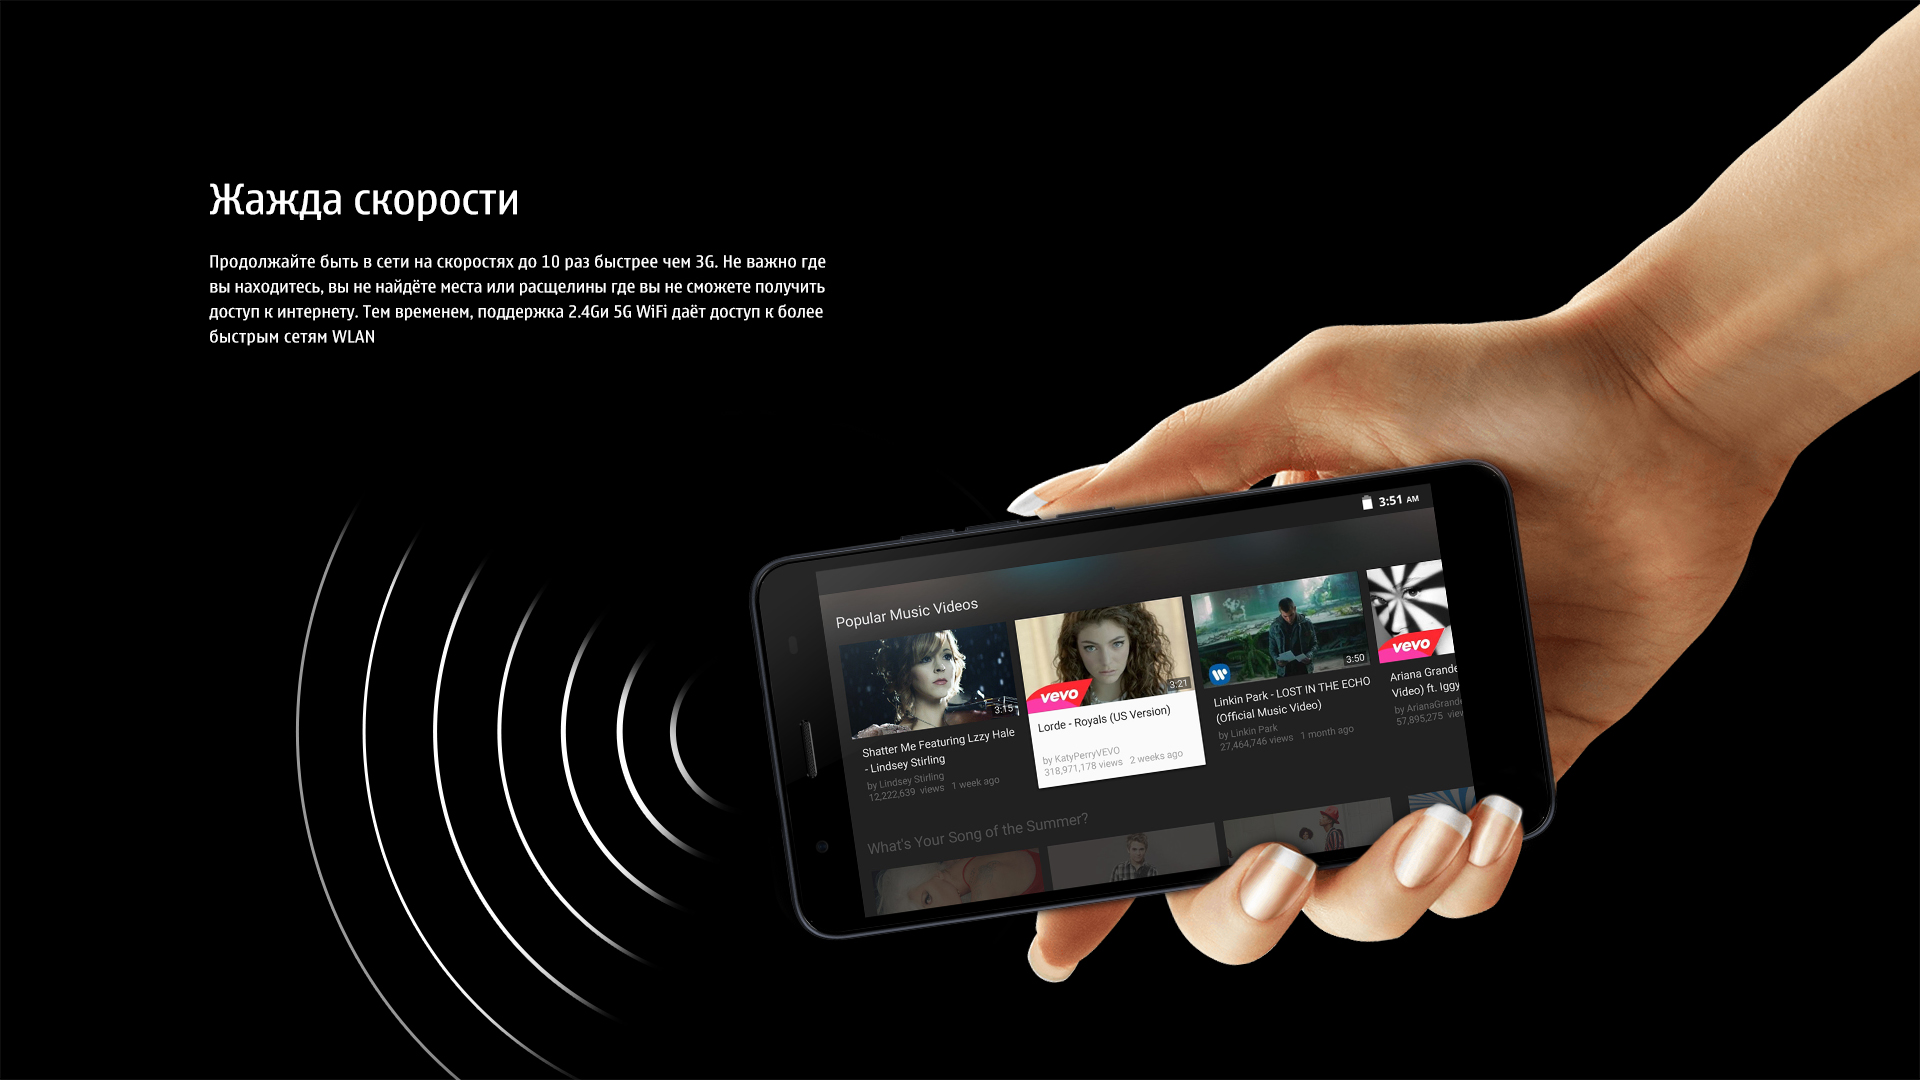 Жажда скорости
Продолжайте быть в сети на скоростях до 10 раз быстрее чем 3G. Не важно где
вы находитесь, вы не найдёте места или расщелины где вы не сможете получить
доступ к интернету. Тем временем, поддержка 2.4Gи 5G WiFi даёт доступ к более
быстрым сетям WLAN
3:51 AM
Popular Music Videos
3:15
Shatter Me Featuring Lzzy Hale
- Lindsey Stirling
by Lindsey Stirling
12,222,639 views 1 week ago
vevo
3:21
Lorde - Royals (US Version)
by KatyPerryVEVO
318,971,178 views 2 weeks ago
3:50
Linkin Park - LOST IN THE ECHO
(Official Music Video)
by Linkin Park
27,464,746 views 1 month ago
vevo
Ariana Grande
Video) ft. Iggy
by ArianaGrande
57,895,275 view
What's Your Song of the Summer?